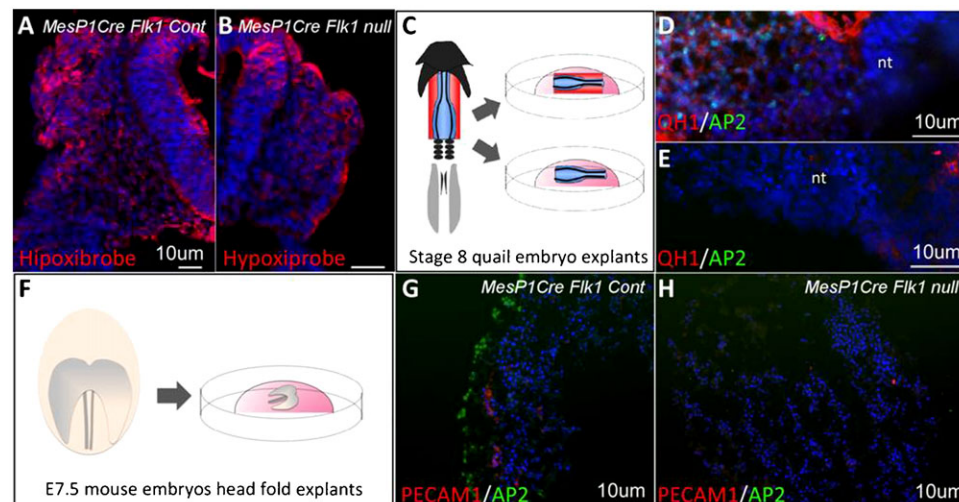 A MesP1Cre Flk1 Cont
B MesP1Cre Flk1 null
Hipoxibrobe 10um
Hypoxiprobe
C
Stage 8 quail embryo explants
D
nt
QH1/AP2 10um
E
nt
QH1/AP2 10um
F
E7.5 mouse embryos head fold explants
G MesP1Cre Flk1 Cont
PECAM1/AP2 10um
H MesP1Cre Flk1 null
PECAM1/AP2 10um